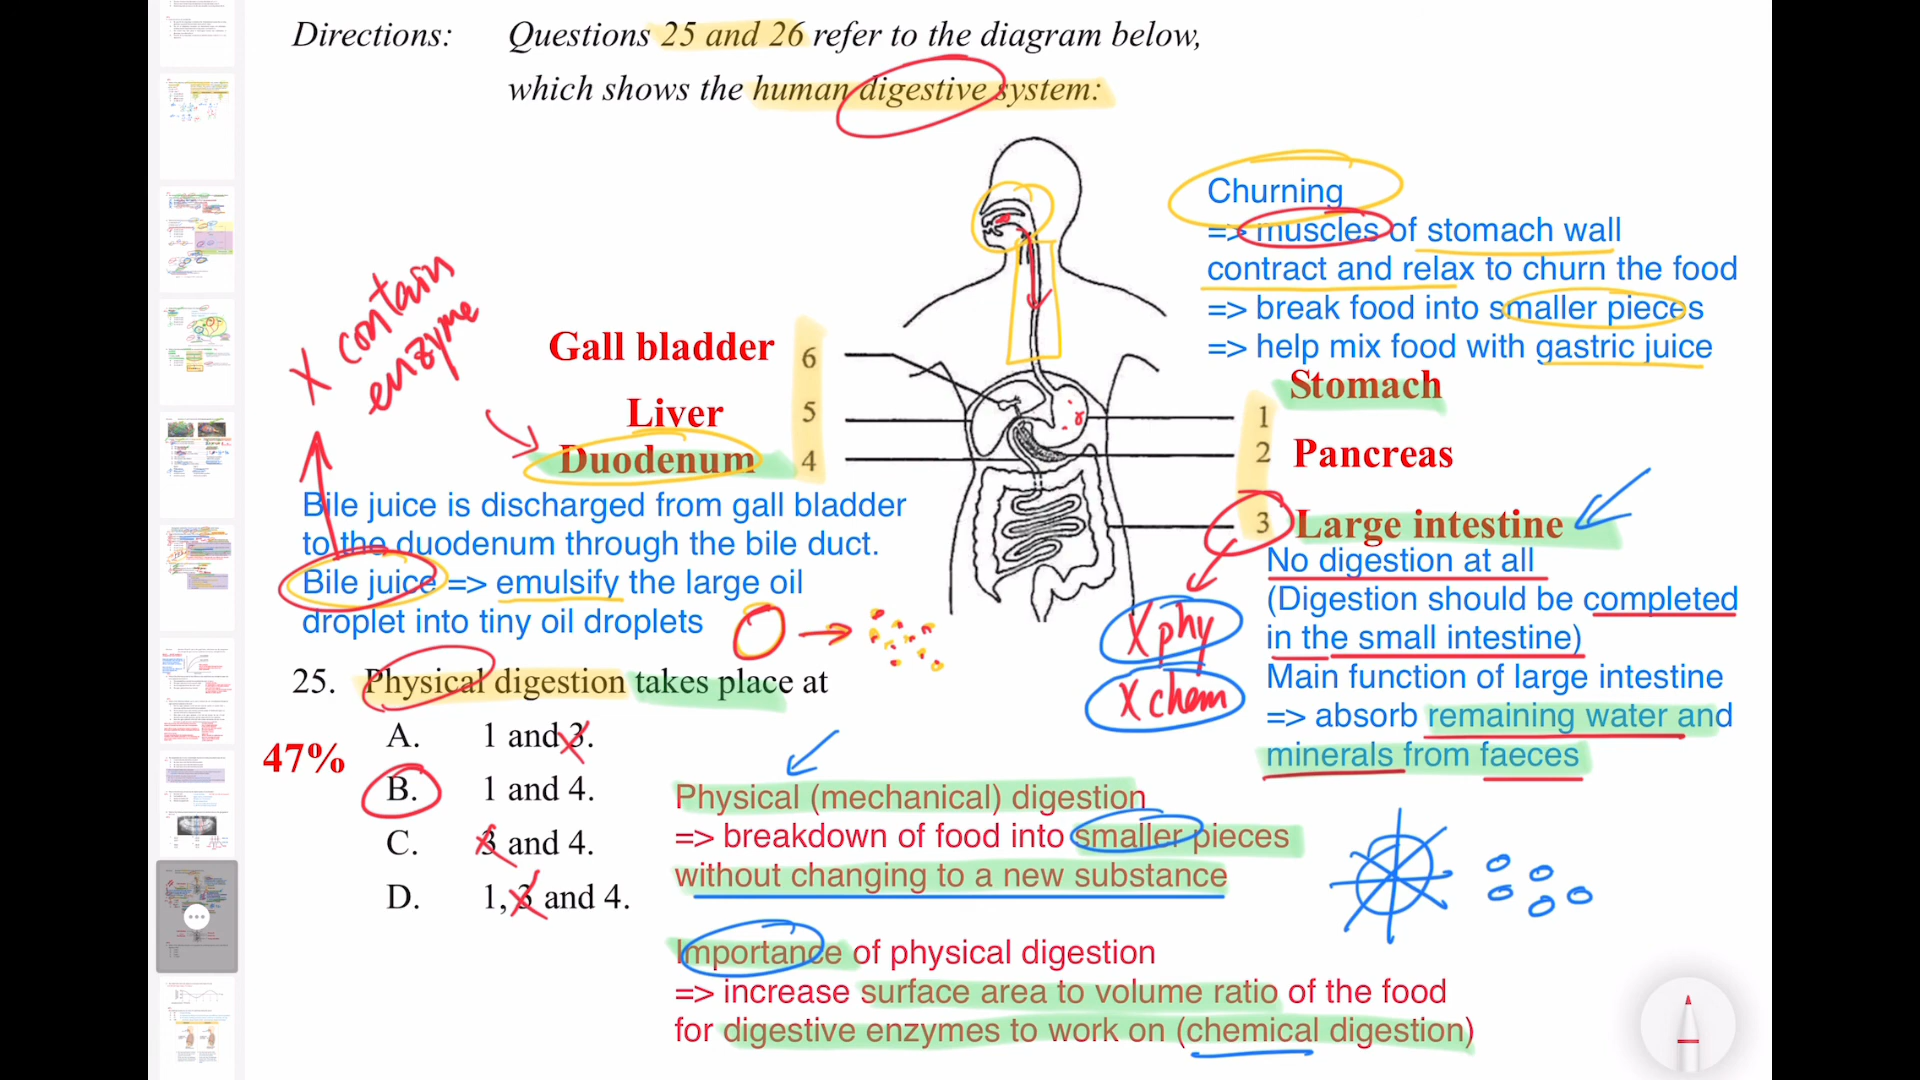 Directions: Questions 25 and 26 refer to the diagram below,
which shows the human digestive system:
Churning
=> muscles of stomach wall
contract and relax to churn the food
=> break food into smaller pieces
=> help mix food with gastric juice
X contain
enzyme
Gall bladder 6
Liver 5
Duodenum 4
Stomach
1
2 Pancreas
3 Large intestine
Bile juice is discharged from gall bladder
to the duodenum through the bile duct.
Bile juice => emulsify the large oil
droplet into tiny oil droplets
No digestion at all
(Digestion should be completed
in the small intestine)
Main function of large intestine
=> absorb remaining water and
minerals from faeces
X phy
X chem
25. Physical digestion takes place at
47%
A. 1 and 3.
B. 1 and 4.
C. 3 and 4.
D. 1, 3 and 4.
Physical (mechanical) digestion
=> breakdown of food into smaller pieces
without changing to a new substance
Importance of physical digestion
=> increase surface area to volume ratio of the food
for digestive enzymes to work on (chemical digestion)